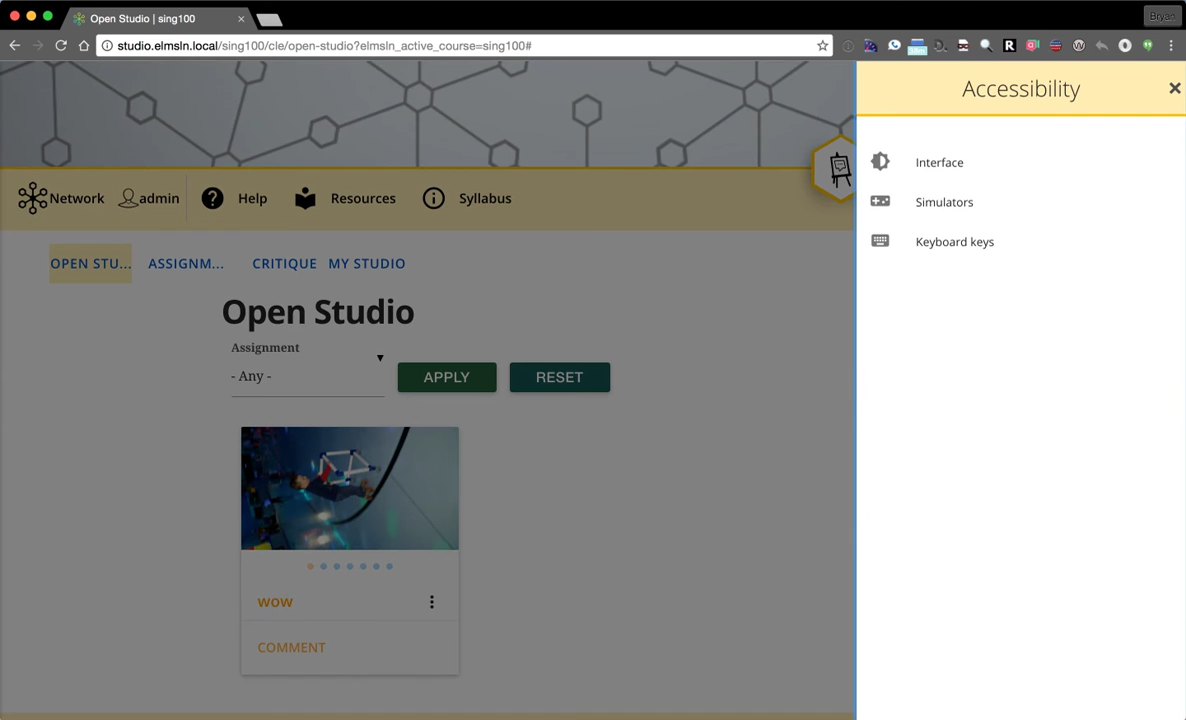 Open Studio | sing100
Bryan
studio.elmsln.local/sing100/cle/open-studio?elmsln_active_course=sing100#
Accessibility
Interface
Simulators
Keyboard keys
Network
admin
Help
Resources
Syllabus
OPEN STU...
ASSIGNM...
CRITIQUE
MY STUDIO
Open Studio
Assignment
- Any -
APPLY
RESET
wow
COMMENT